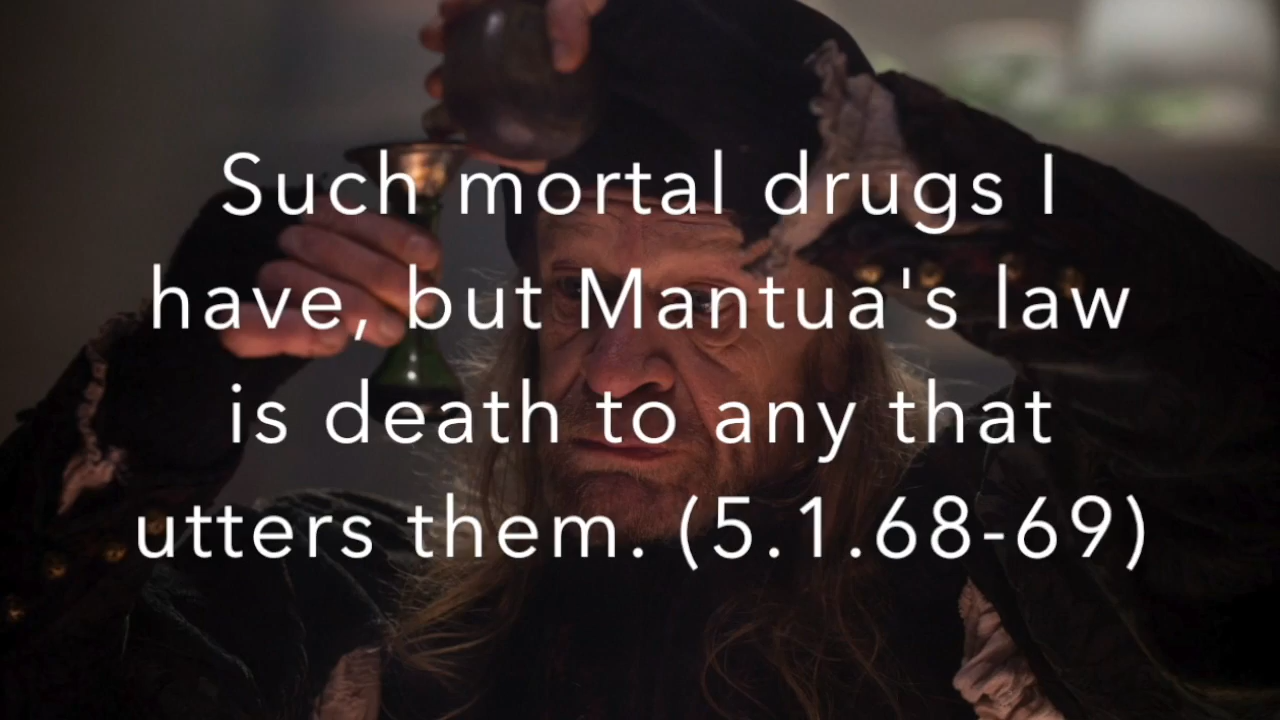 Such mortal drugs I
have, but Mantua's law
is death to any that
utters them. (5.1.68-69)